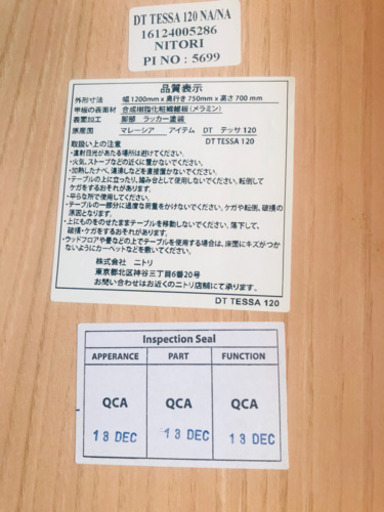 DT TESSA 120 NA/NA
16124005286
NITORI
PI NO : 5699
品質表示
外形寸法 幅1200mm x 奥行き750mm x 高さ700 mm
甲板の表面材 合成樹脂化粧繊維板（メラミン）
表面加工 脚部 ラッカー塗装
原産国 マレーシア アイテム DT テッサ 120
取扱い上の注意 DT TESSA 120
・直射日光があたる場所は避けてください。
・火気、ストーブなどの近くに置かないでください。
・加熱したナベ、湯沸しなどを直接置かないでください。
・テーブルの上に立ったり、踏み台として使用しないでください。転倒して
ケガをするおそれがあります。
・平らな所で使用してください。
・テーブルの一部分に過度な荷重をかけないでください。ケガや転倒、破損
の原因となります。
・上にものをのせたままテーブルを移動しないでください。落下して、
破損・ケガをするおそれがあります。
・ウッドフロアや畳などの上でテーブルを使用する場合は、床面にキズがつか
ないようにカーペットなどを敷いてください。
株式会社 ニトリ
東京都北区神谷三丁目6番20号
お問い合わせはお近くのニトリ店舗にて承ります。
DT TESSA 120
Inspection Seal
APPERANCE PART FUNCTION
QCA QCA QCA
13 DEC 13 DEC 13 DEC